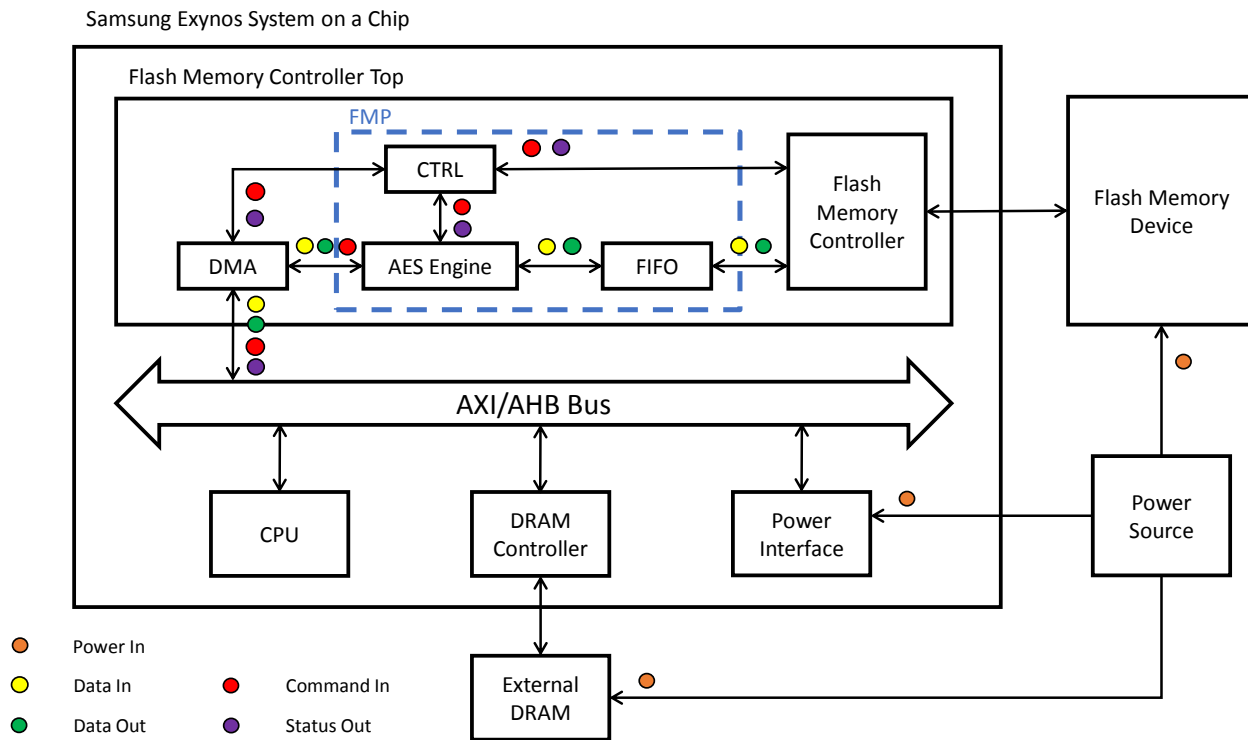 Samsung Exynos System on a Chip
Flash Memory Controller Top
FMP
CTRL
Flash
Memory
Controller
Flash Memory
Device
DMA
AES Engine
FIFO
AXI/AHB Bus
CPU
DRAM
Controller
Power
Interface
Power
Source
External
DRAM
Power In
Data In
Command In
Data Out
Status Out